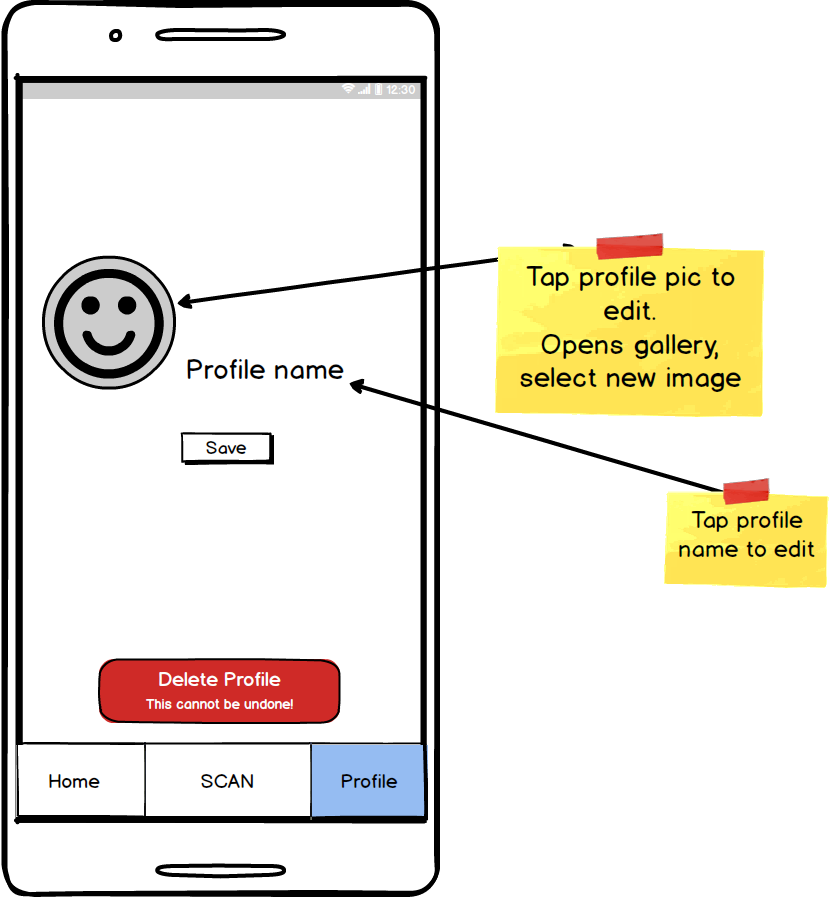 12:30
Tap profile pic to
edit.
Opens gallery,
select new image
Profile name
Save
Tap profile
name to edit
Delete Profile
This cannot be undone!
Home
SCAN
Profile